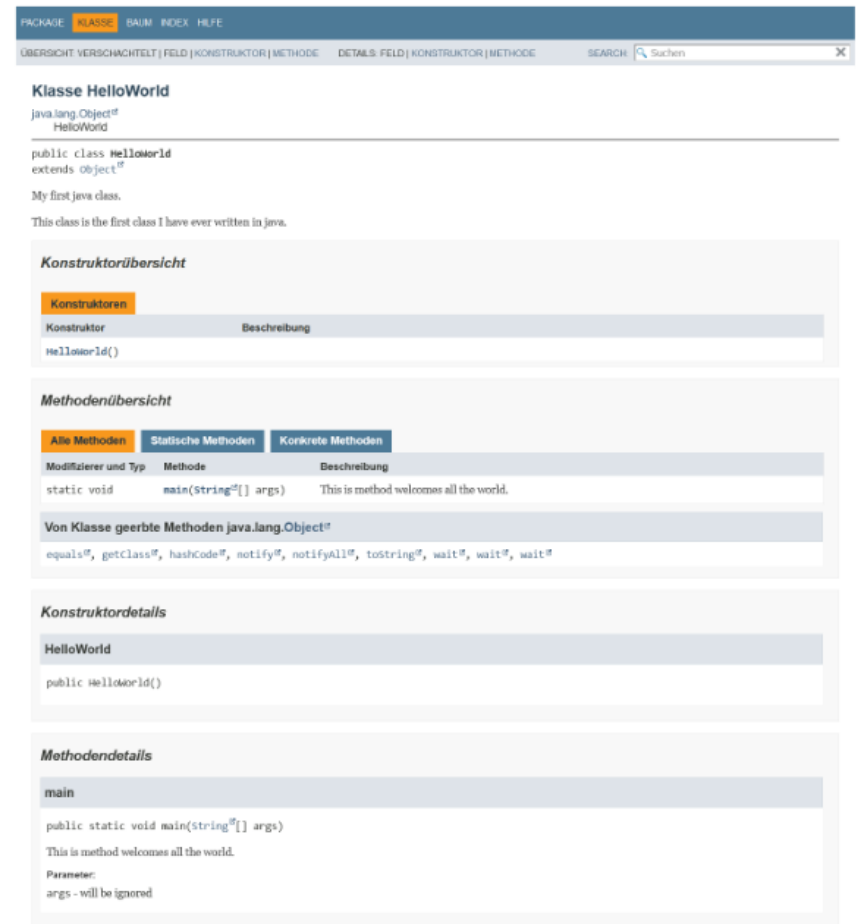 PACKAGE KLASSE BAUM INDEX HILFE
ÜBERSICHT: VERSCHACHTELT | FELD | KONSTRUKTOR | METHODE DETAILS: FELD | KONSTRUKTOR | METHODE SEARCH: Suchen
Klasse HelloWorld
java.lang.Object
HelloWorld
public class HelloWorld
extends Object
My first java class.
This class is the first class I have ever written in java.
Konstruktorübersicht
Konstruktoren
Konstruktor Beschreibung
HelloWorld()
Methodenübersicht
Alle Methoden Statische Methoden Konkrete Methoden
Modifizierer und Typ Methode Beschreibung
static void main(String[] args) This is method welcomes all the world.
Von Klasse geerbte Methoden java.lang.Object
equals, getClass, hashCode, notify, notifyAll, toString, wait, wait, wait
Konstruktordetails
HelloWorld
public HelloWorld()
Methodendetails
main
public static void main(String[] args)
This is method welcomes all the world.
Parameter:
args - will be ignored